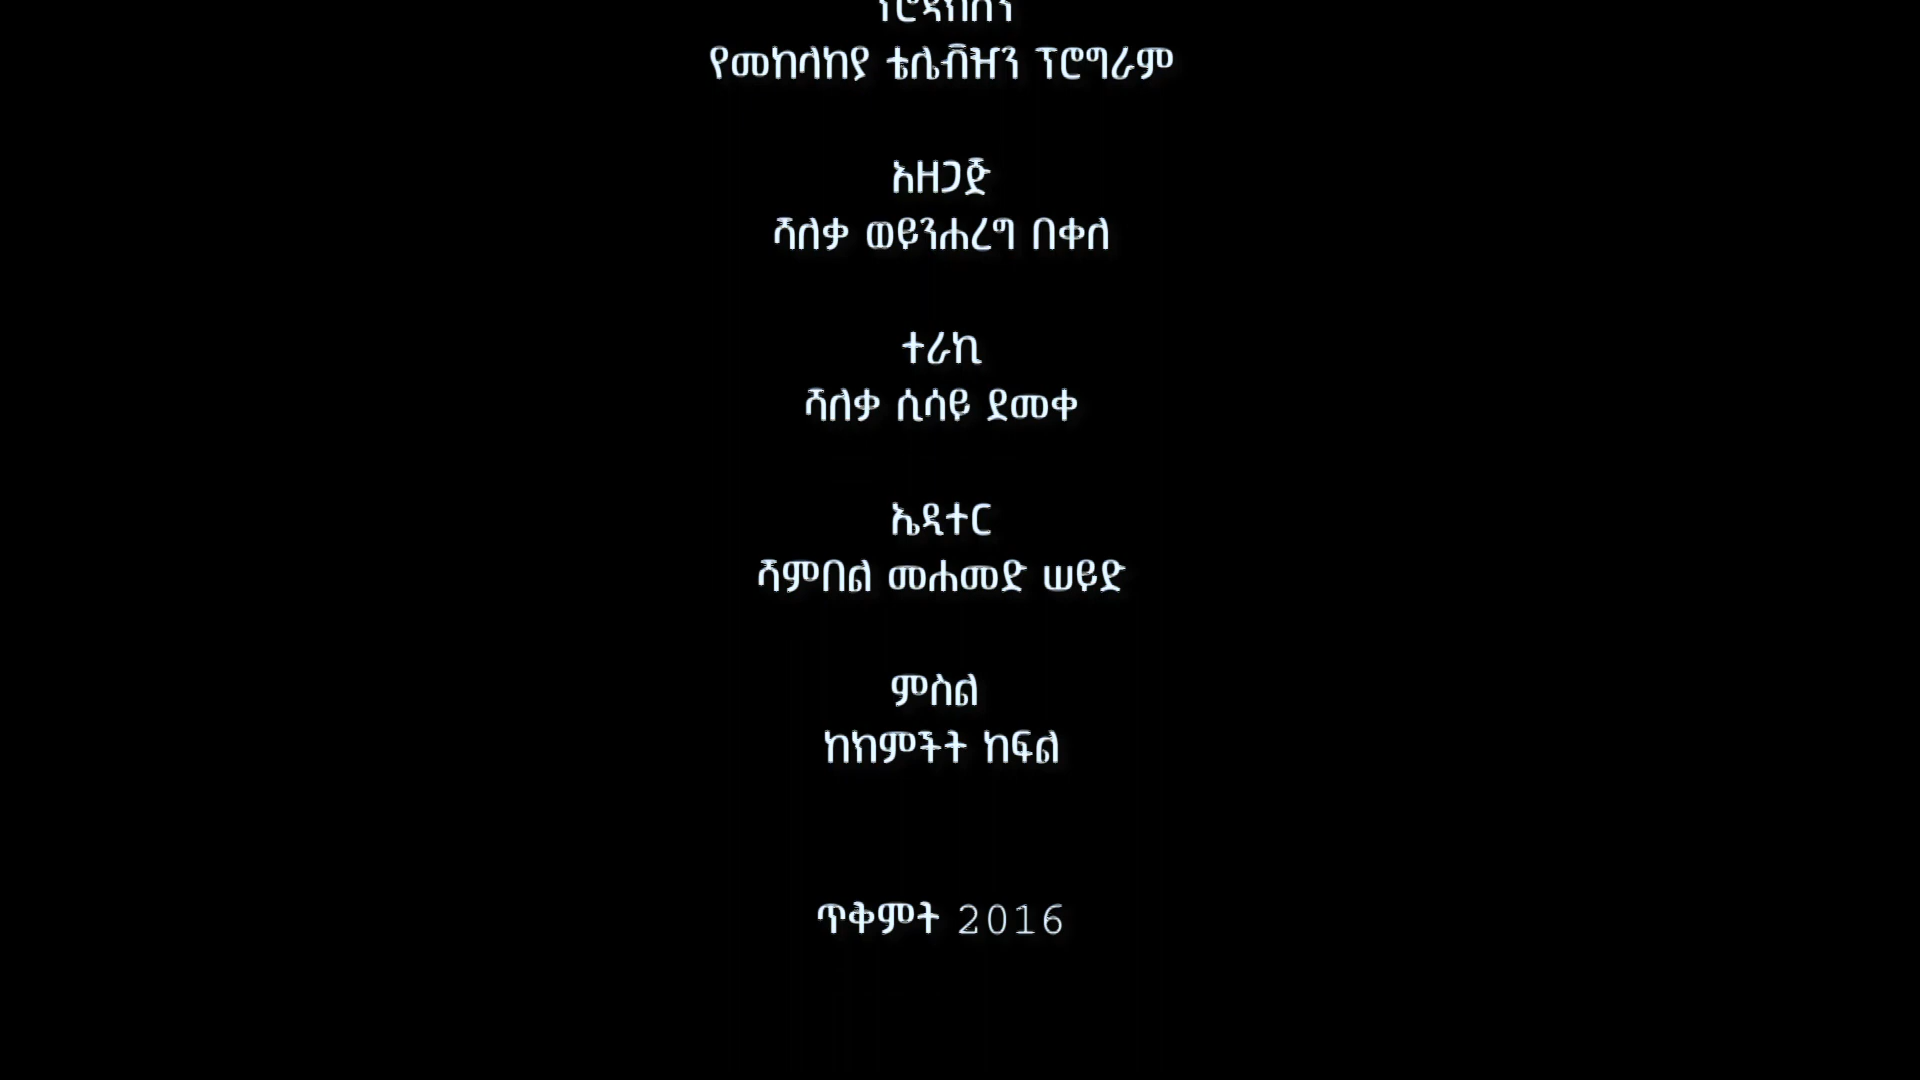 ፕሮዳክሽን
የመከላከያ ቴሌቭዥን ፕሮግራም
አዘጋጅ
ሻለቃ ወይንሐረግ በቀለ
ተራኪ
ሻለቃ ሲሳይ ደመቀ
ኤዲተር
ሻምበል መሐመድ ሠይድ
ምስል
ከክምችት ክፍል
ጥቅምት 2016